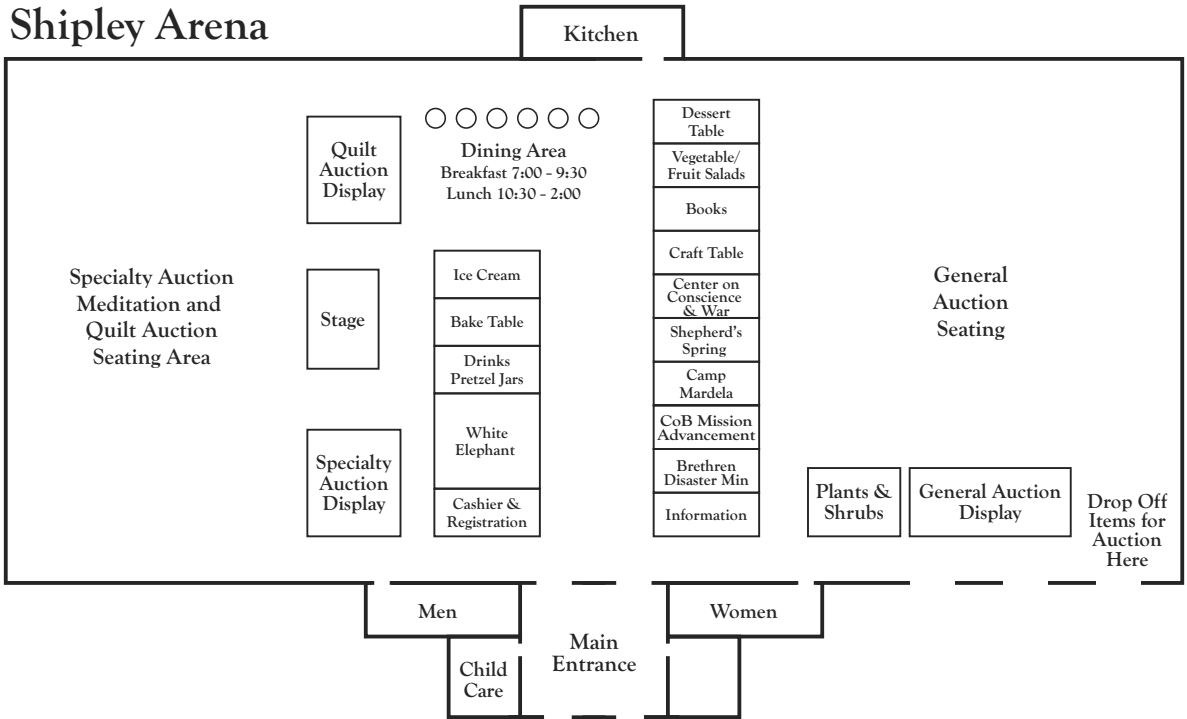 Shipley Arena
Kitchen
Quilt
Auction
Display
Dining Area
Breakfast 7:00 - 9:30
Lunch 10:30 - 2:00
Dessert
Table
Vegetable/
Fruit Salads
Books
Craft Table
Center on
Conscience
& War
Shepherd's
Spring
Camp
Mardela
CoB Mission
Advancement
Brethren
Disaster Min
Information
Specialty Auction
Meditation and
Quilt Auction
Seating Area
Stage
Ice Cream
Bake Table
Drinks
Pretzel Jars
White
Elephant
Cashier &
Registration
Specialty
Auction
Display
General
Auction
Seating
Plants &
Shrubs
General Auction
Display
Drop Off
Items for
Auction
Here
Men
Women
Main
Entrance
Child
Care